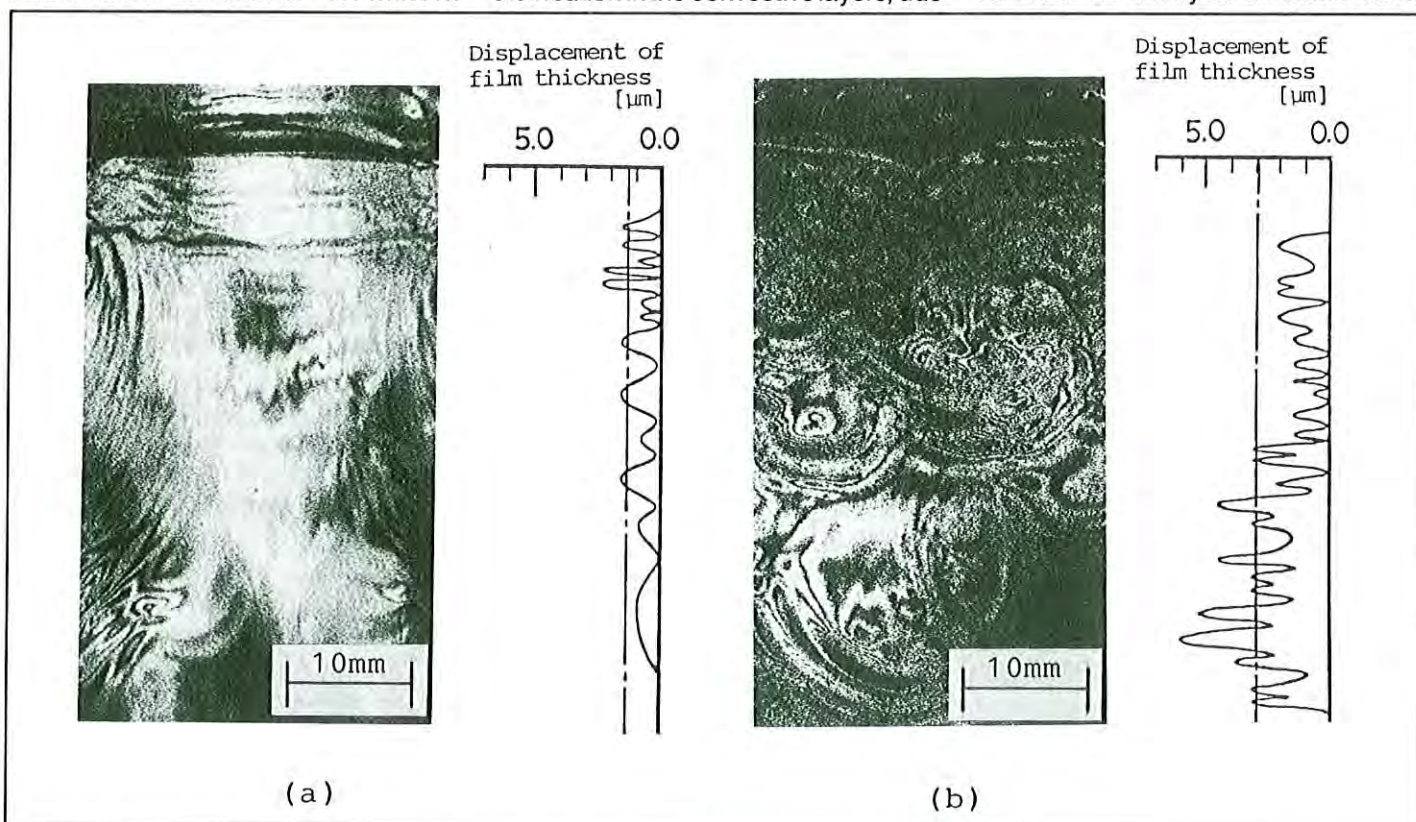 Displacement of
film thickness
[μm]
5.0 0.0
10mm
(a)
Displacement of
film thickness
[μm]
5.0 0.0
10mm
(b)